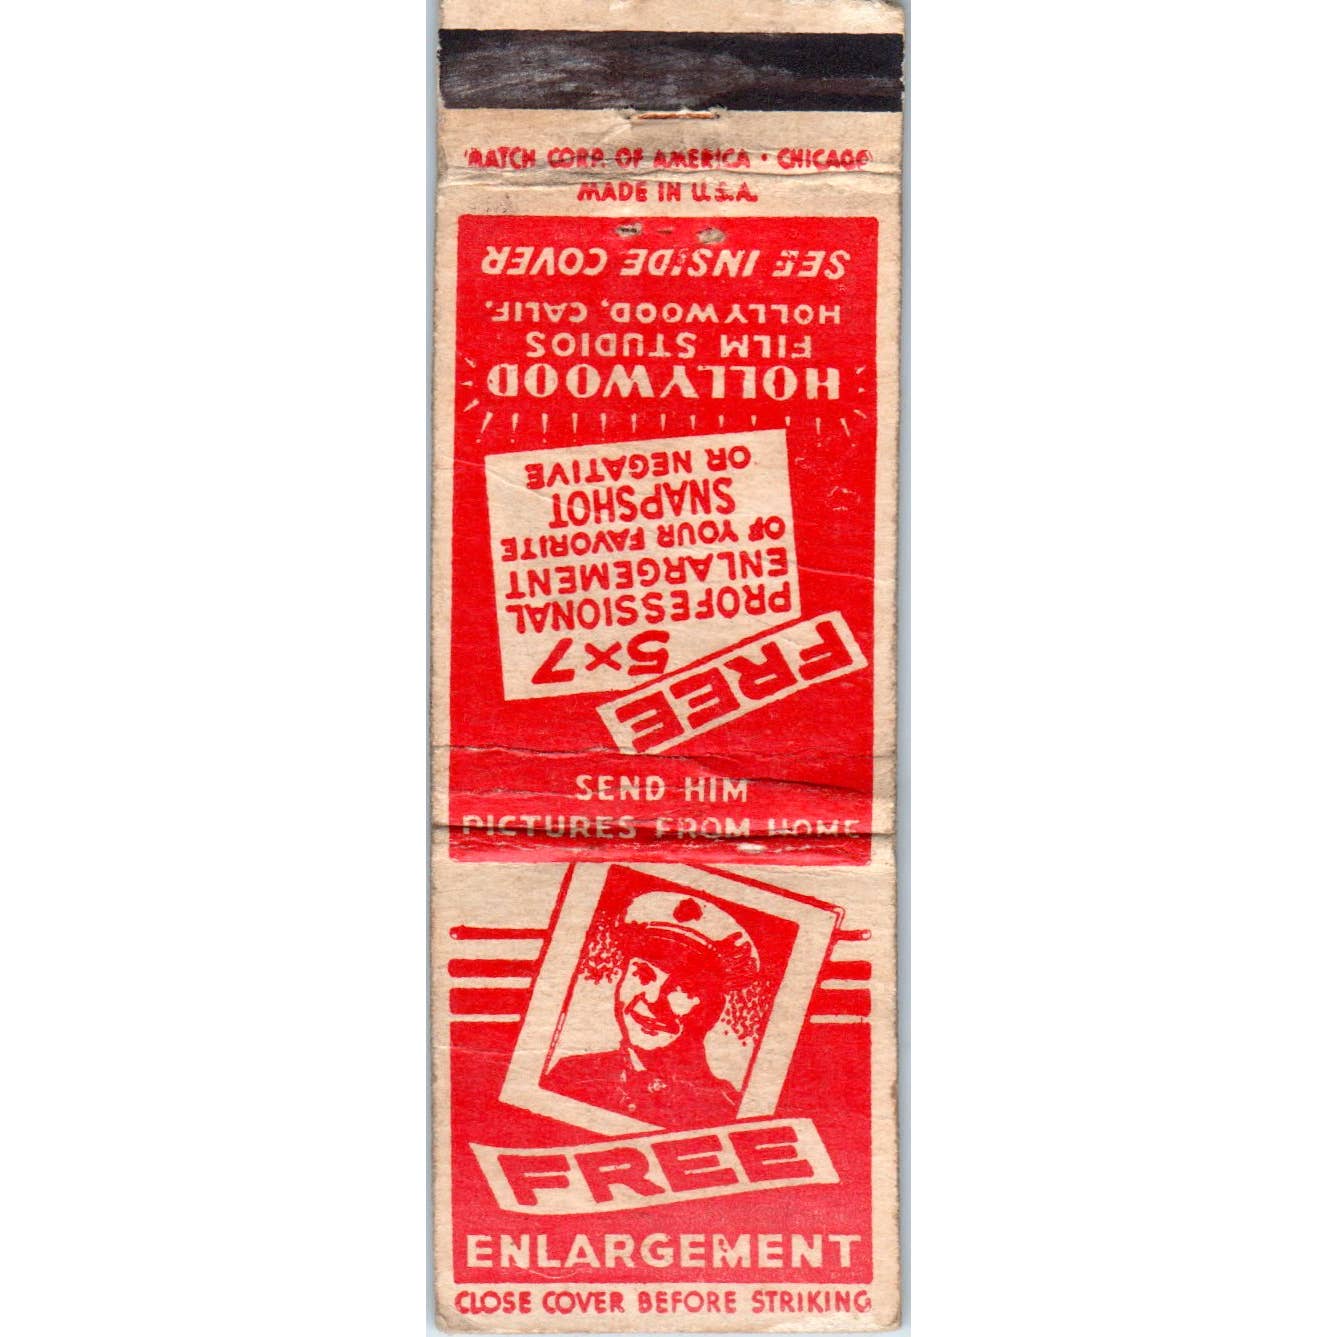 MATCH CORP. OF AMERICA • CHICAGO
MADE IN U.S.A.
FREE
5×7
PROFESSIONAL
ENLARGEMENT
OF YOUR FAVORITE
SNAPSHOT
OR NEGATIVE
HOLLYWOOD
FILM STUDIOS
HOLLYWOOD, CALIF.
SEE INSIDE COVER
SEND HIM
PICTURES FROM HOME
FREE
ENLARGEMENT
CLOSE COVER BEFORE STRIKING